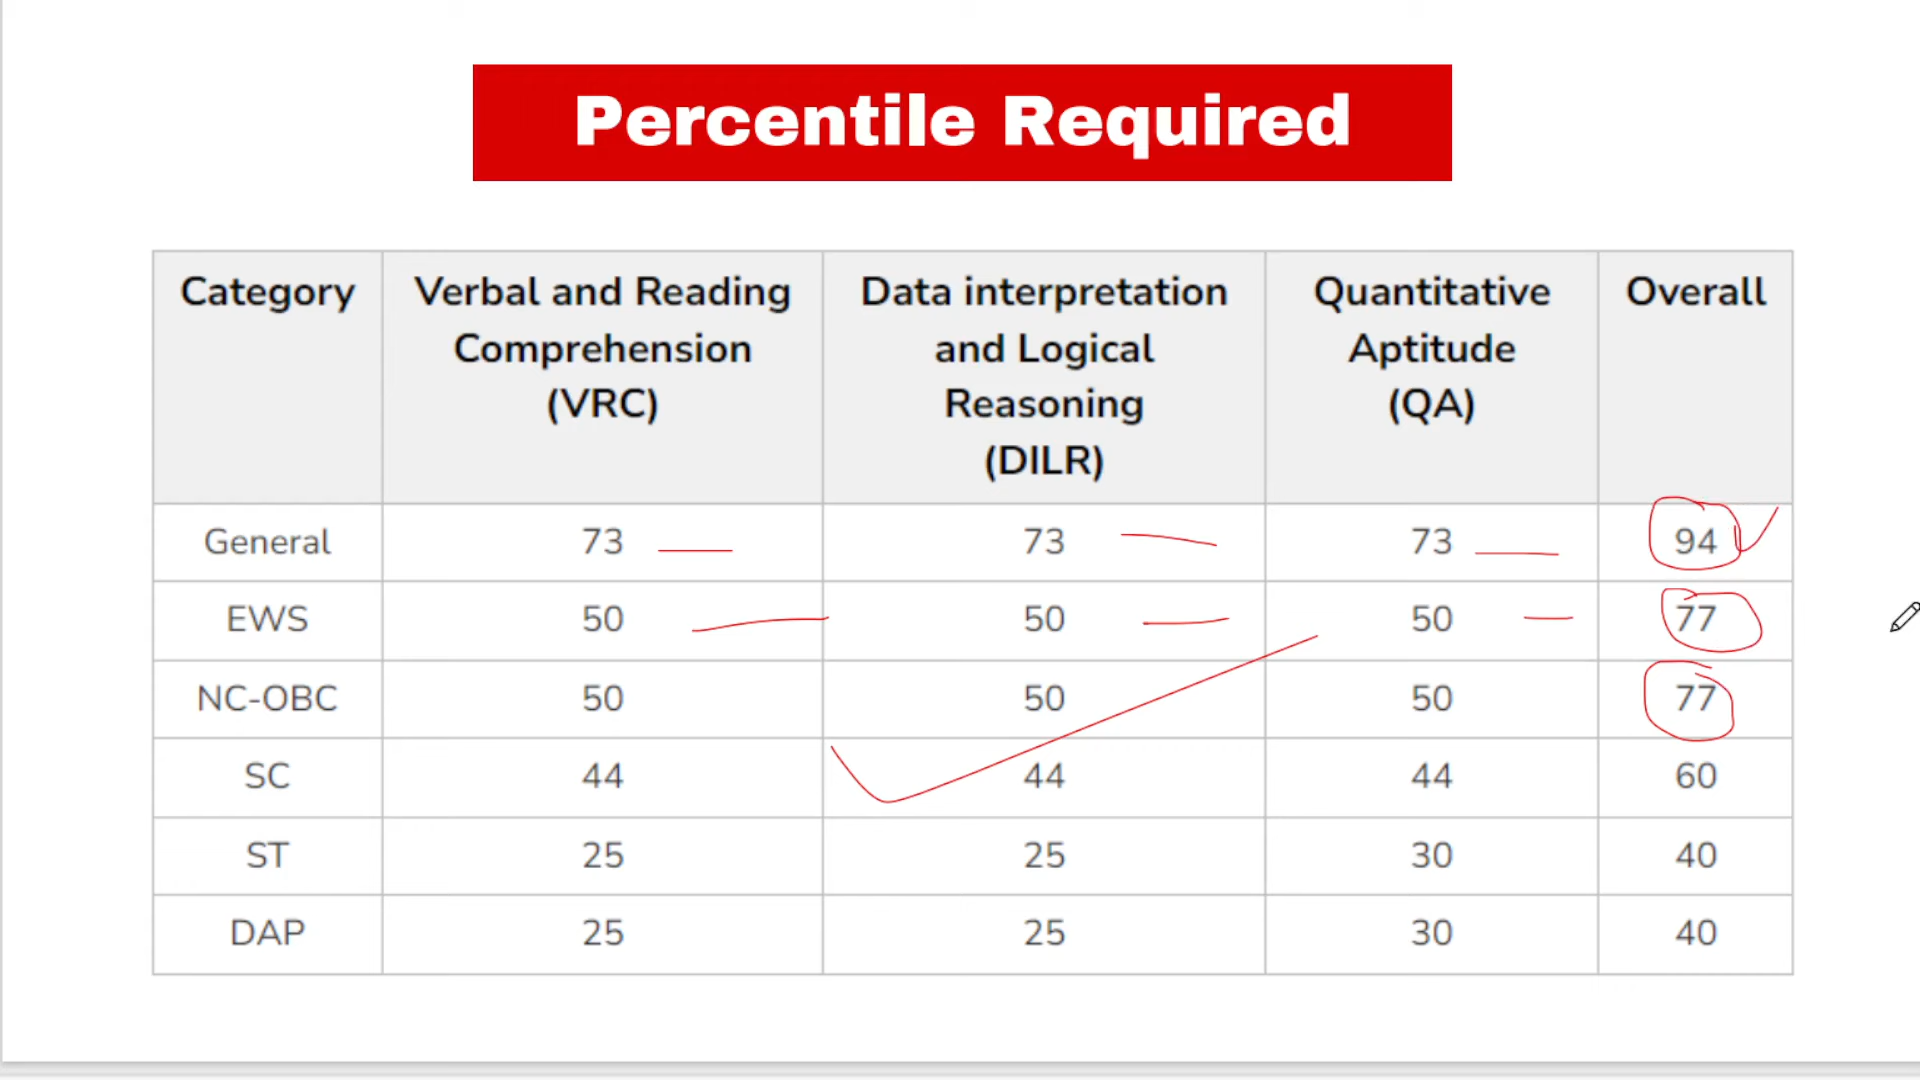 Percentile Required
Category Verbal and Reading Comprehension (VRC) Data interpretation and Logical Reasoning (DILR) Quantitative Aptitude (QA) Overall
General 73 73 73 94
EWS 50 50 50 77
NC-OBC 50 50 50 77
SC 44 44 44 60
ST 25 25 30 40
DAP 25 25 30 40